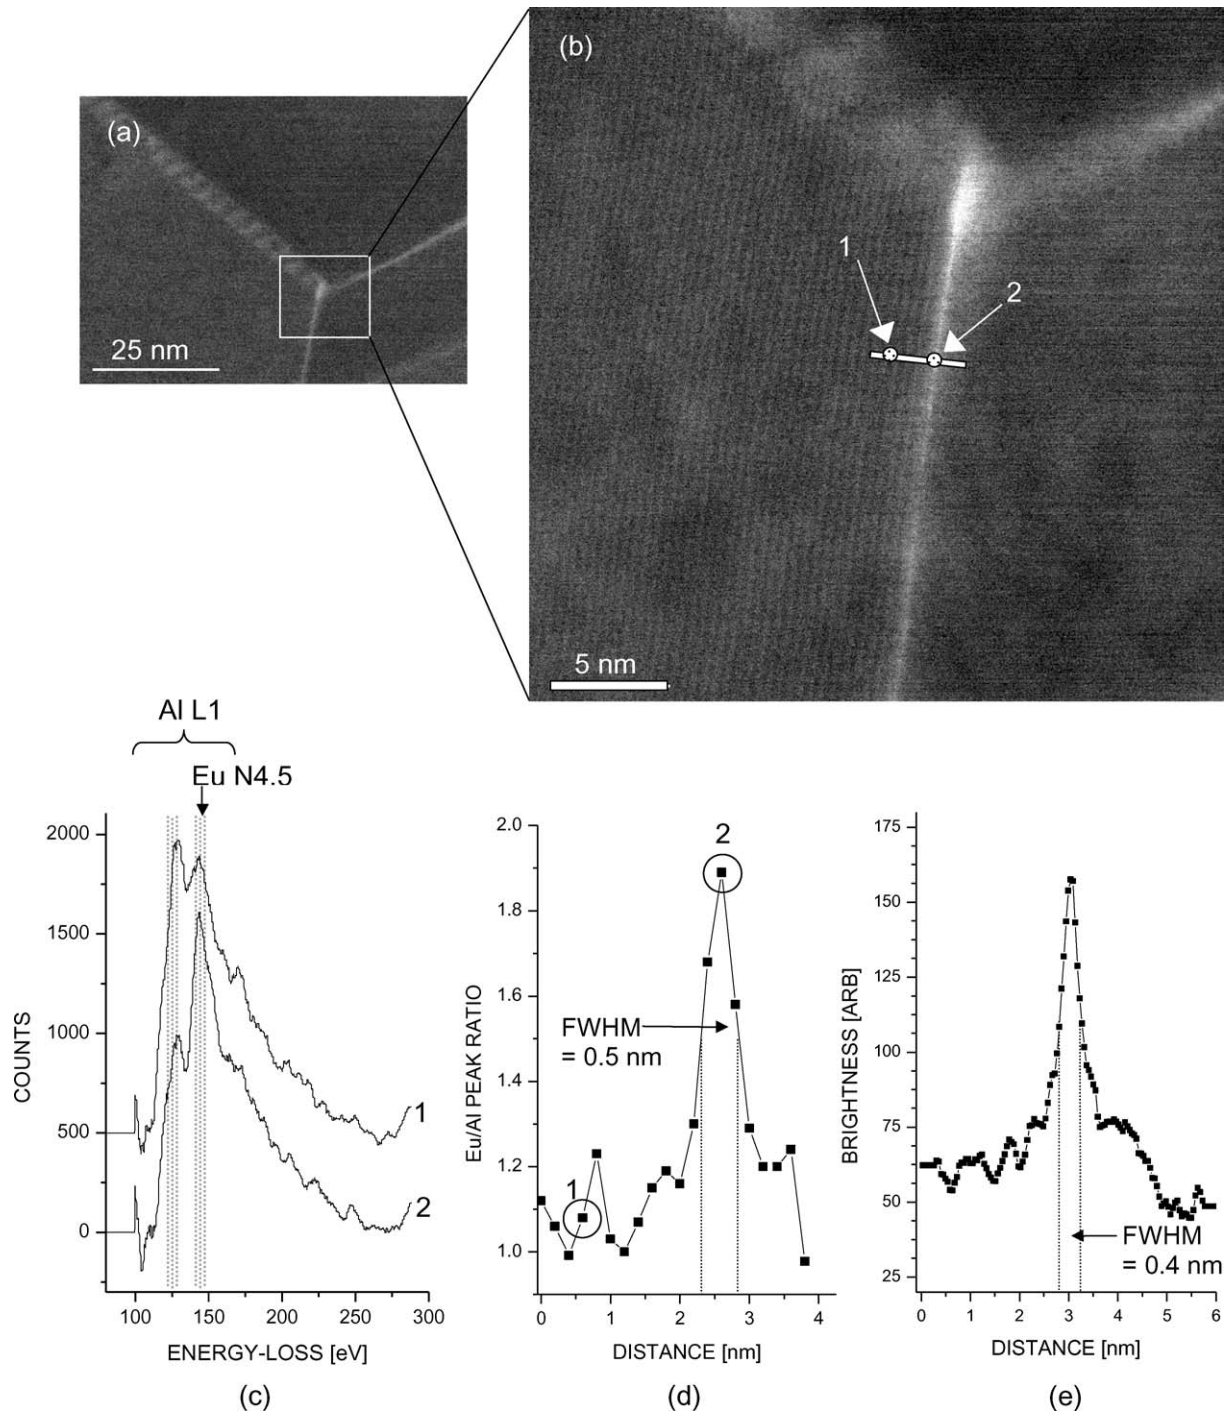 (a)
25 nm
(b)
1
2
5 nm
Al L1
Eu N4.5
2000
1500
1000
500
0
COUNTS
1
2
100 150 200 250 300
ENERGY-LOSS [eV]
(c)
2.0
1.8
1.6
1.4
1.2
1.0
Eu/Al PEAK RATIO
2
FWHM
= 0.5 nm
1
0 1 2 3 4
DISTANCE [nm]
(d)
175
150
125
100
75
50
25
BRIGHTNESS [ARB]
FWHM
= 0.4 nm
0 1 2 3 4 5 6
DISTANCE [nm]
(e)